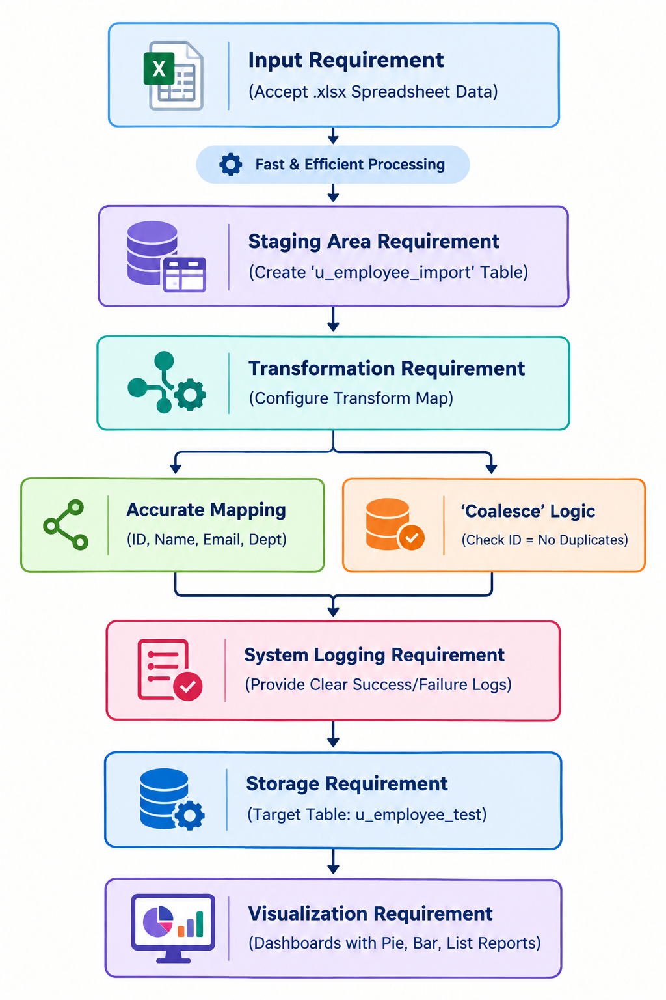 X
Input Requirement
(Accept .xlsx Spreadsheet Data)
Fast & Efficient Processing
Staging Area Requirement
(Create 'u_employee_import' Table)
Transformation Requirement
(Configure Transform Map)
Accurate Mapping
(ID, Name, Email, Dept)
‘Coalesce’ Logic
(Check ID = No Duplicates)
System Logging Requirement
(Provide Clear Success/Failure Logs)
Storage Requirement
(Target Table: u_employee_test)
Visualization Requirement
(Dashboards with Pie, Bar, List Reports)